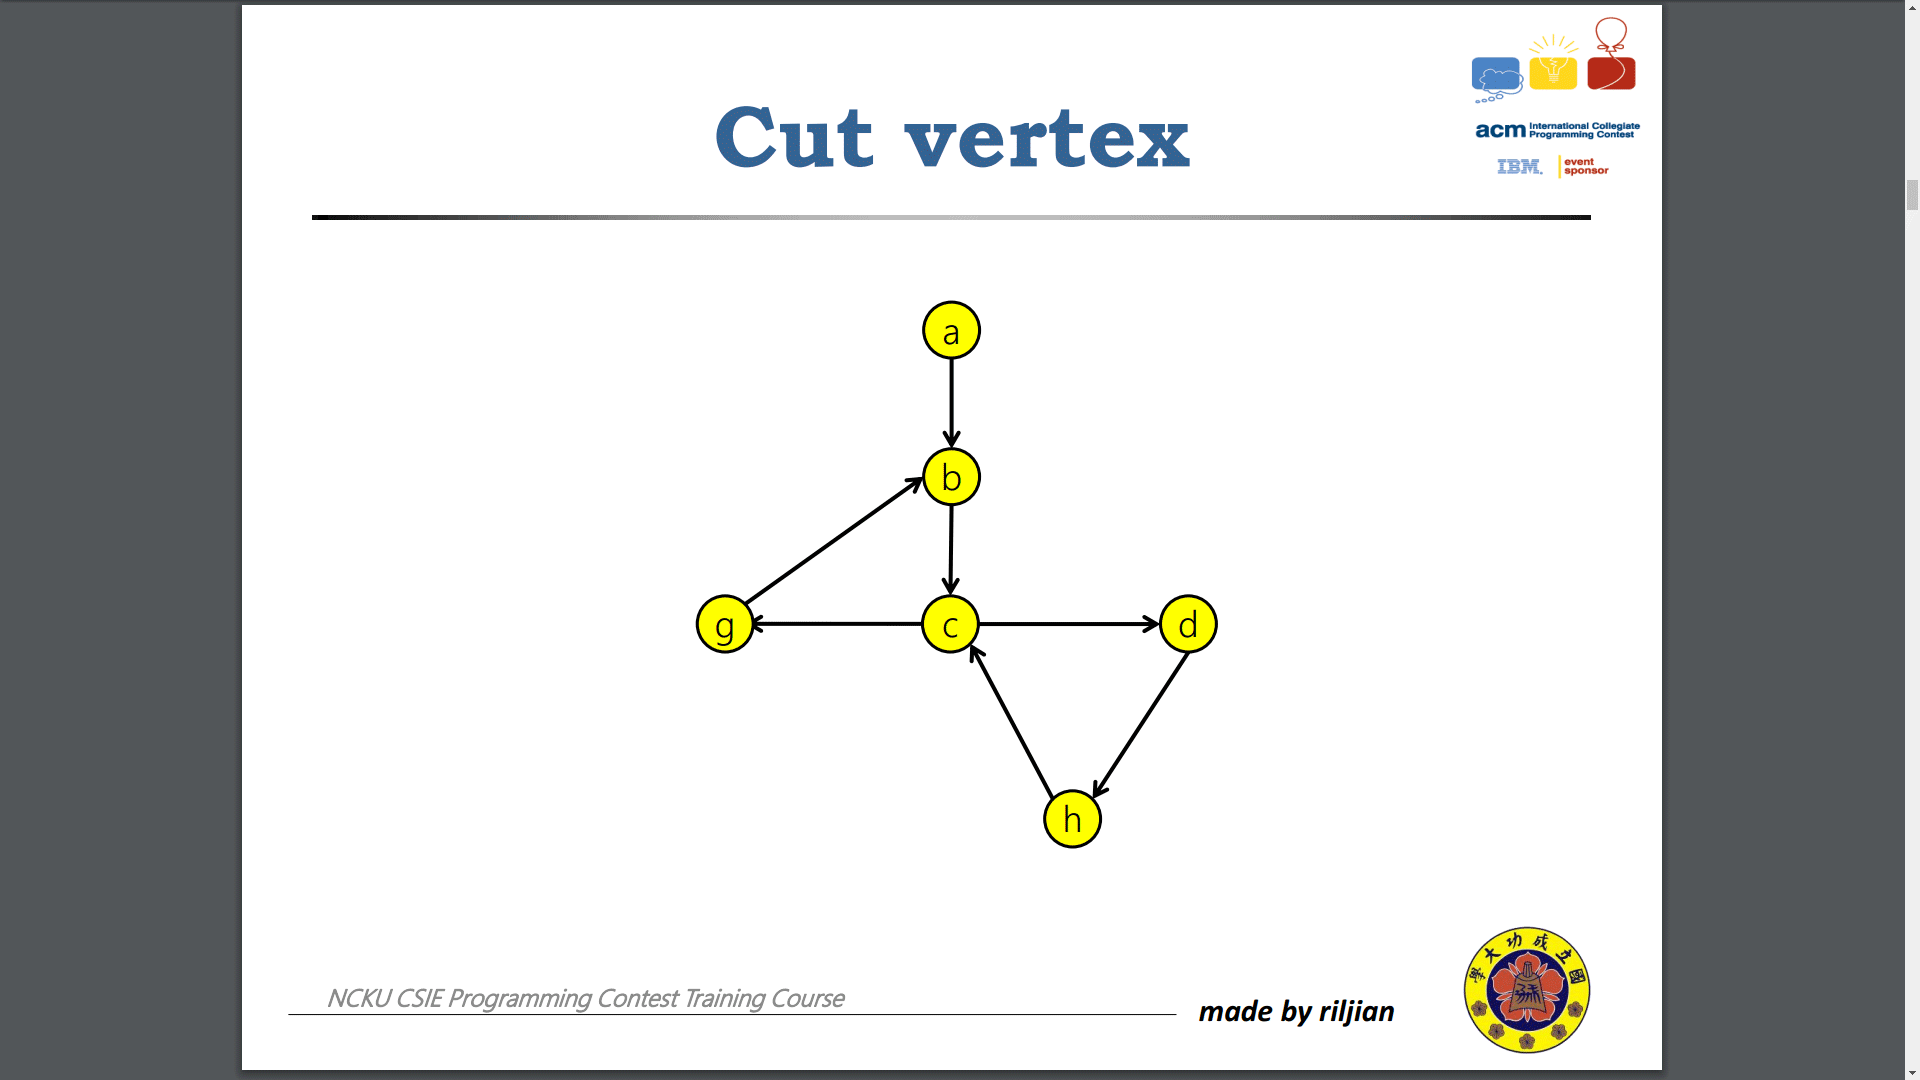 Cut vertex
acm International Collegiate
Programming Contest
IBM. event
sponsor
a
b
g
c
d
h
NCKU CSIE Programming Contest Training Course
made by riljian
學大功成立國